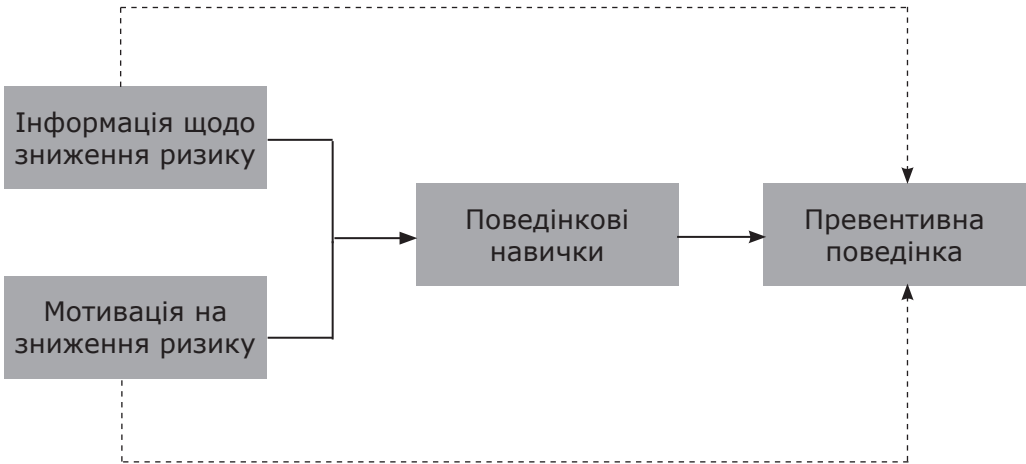 Інформація щодо
зниження ризику
Поведінкові
навички
Превентивна
поведінка
Мотивація на
зниження ризику